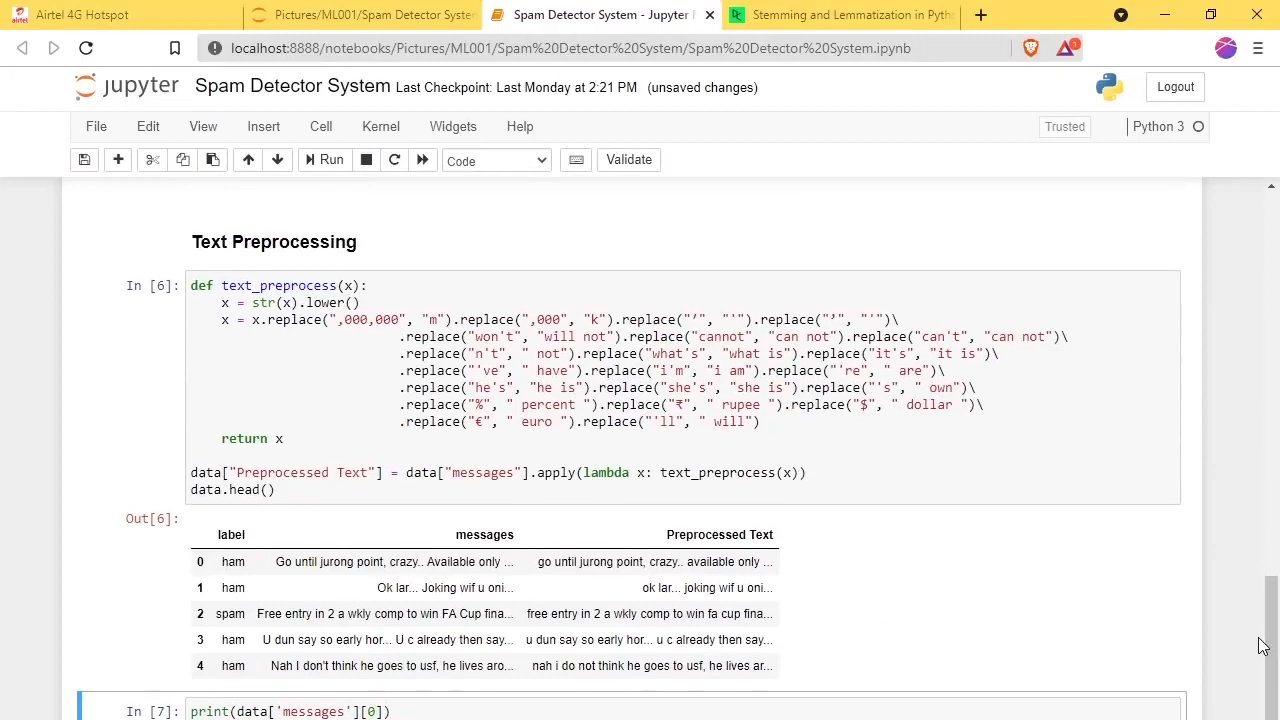 airtel
Airtel 4G Hotspot
Pictures/ML001/Spam Detector Syste
Spam Detector System - Jupyter
Stemming and Lemmatization in Pyth
localhost:8888/notebooks/Pictures/ML001/Spam%20Detector%20System/Spam%20Detector%20System.ipynb
1
jupyter
Spam Detector System Last Checkpoint: Last Monday at 2:21 PM (unsaved changes)
Logout
File Edit View Insert Cell Kernel Widgets Help
Trusted
Python 3
Run
Code
Validate
Text Preprocessing
In [6]:
def text_preprocess(x):
x = str(x).lower()
x = x.replace(",000,000", "m").replace(",000", "k").replace("′", "'").replace("’", "'")\
.replace("won't", "will not").replace("cannot", "can not").replace("can't", "can not")\
.replace("n't", " not").replace("what's", "what is").replace("it's", "it is")\
.replace("'ve", " have").replace("i'm", "i am").replace("'re", " are")\
.replace("he's", "he is").replace("she's", "she is").replace("'s", " own")\
.replace("%", " percent ").replace("₹", " rupee ").replace("$", " dollar ")\
.replace("€", " euro ").replace("'ll", " will")
return x
data["Preprocessed Text"] = data["messages"].apply(lambda x: text_preprocess(x))
data.head()
Out[6]:
label messages Preprocessed Text
0 ham Go until jurong point, crazy.. Available only ... go until jurong point, crazy.. available only ...
1 ham Ok lar... Joking wif u oni... ok lar... joking wif u oni...
2 spam Free entry in 2 a wkly comp to win FA Cup fina... free entry in 2 a wkly comp to win fa cup fina...
3 ham U dun say so early hor... U c already then say... u dun say so early hor... u c already then say...
4 ham Nah I don't think he goes to usf, he lives aro... nah i do not think he goes to usf, he lives ar...
In [7]:
print(data['messages'][0])